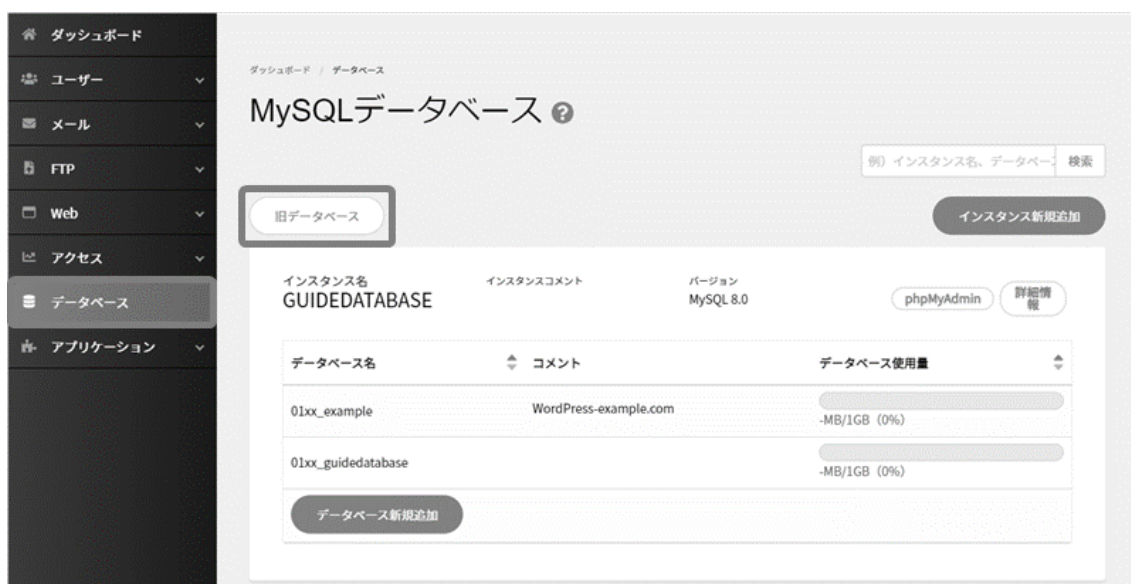 ダッシュボード
ユーザー
メール
FTP
Web
アクセス
データベース
アプリケーション
ダッシュボード / データベース
MySQLデータベース ?
例）インスタンス名、データベー
検索
旧データベース
インスタンス新規追加
インスタンス名
GUIDEDATABASE
インスタンスコメント
バージョン
MySQL 8.0
phpMyAdmin
詳細情
報
データベース名
コメント
データベース使用量
01xx_example
WordPress-example.com
-MB/1GB（0%）
01xx_guidedatabase
-MB/1GB（0%）
データベース新規追加